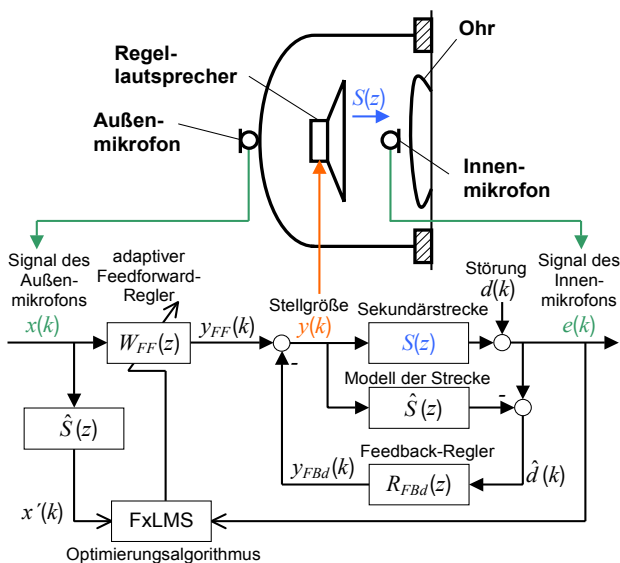 Ohr
Regel-
lautsprecher
S(z)
Außen-
mikrofon
Innen-
mikrofon
Signal des
Außen-
mikrofons
x(k)
adaptiver
Feedforward-
Regler
Stellgröße
y(k)
Störung
d(k)
Signal des
Innen-
mikrofons
e(k)
Sekundärstrecke
W_FF(z)
y_FF(k)
S(z)
-
Modell der Strecke
-
Ŝ(z)
Ŝ(z)
Feedback-Regler
y_FBd(k)
R_FBd(z)
d̂(k)
x´(k)
FxLMS
Optimierungsalgorithmus